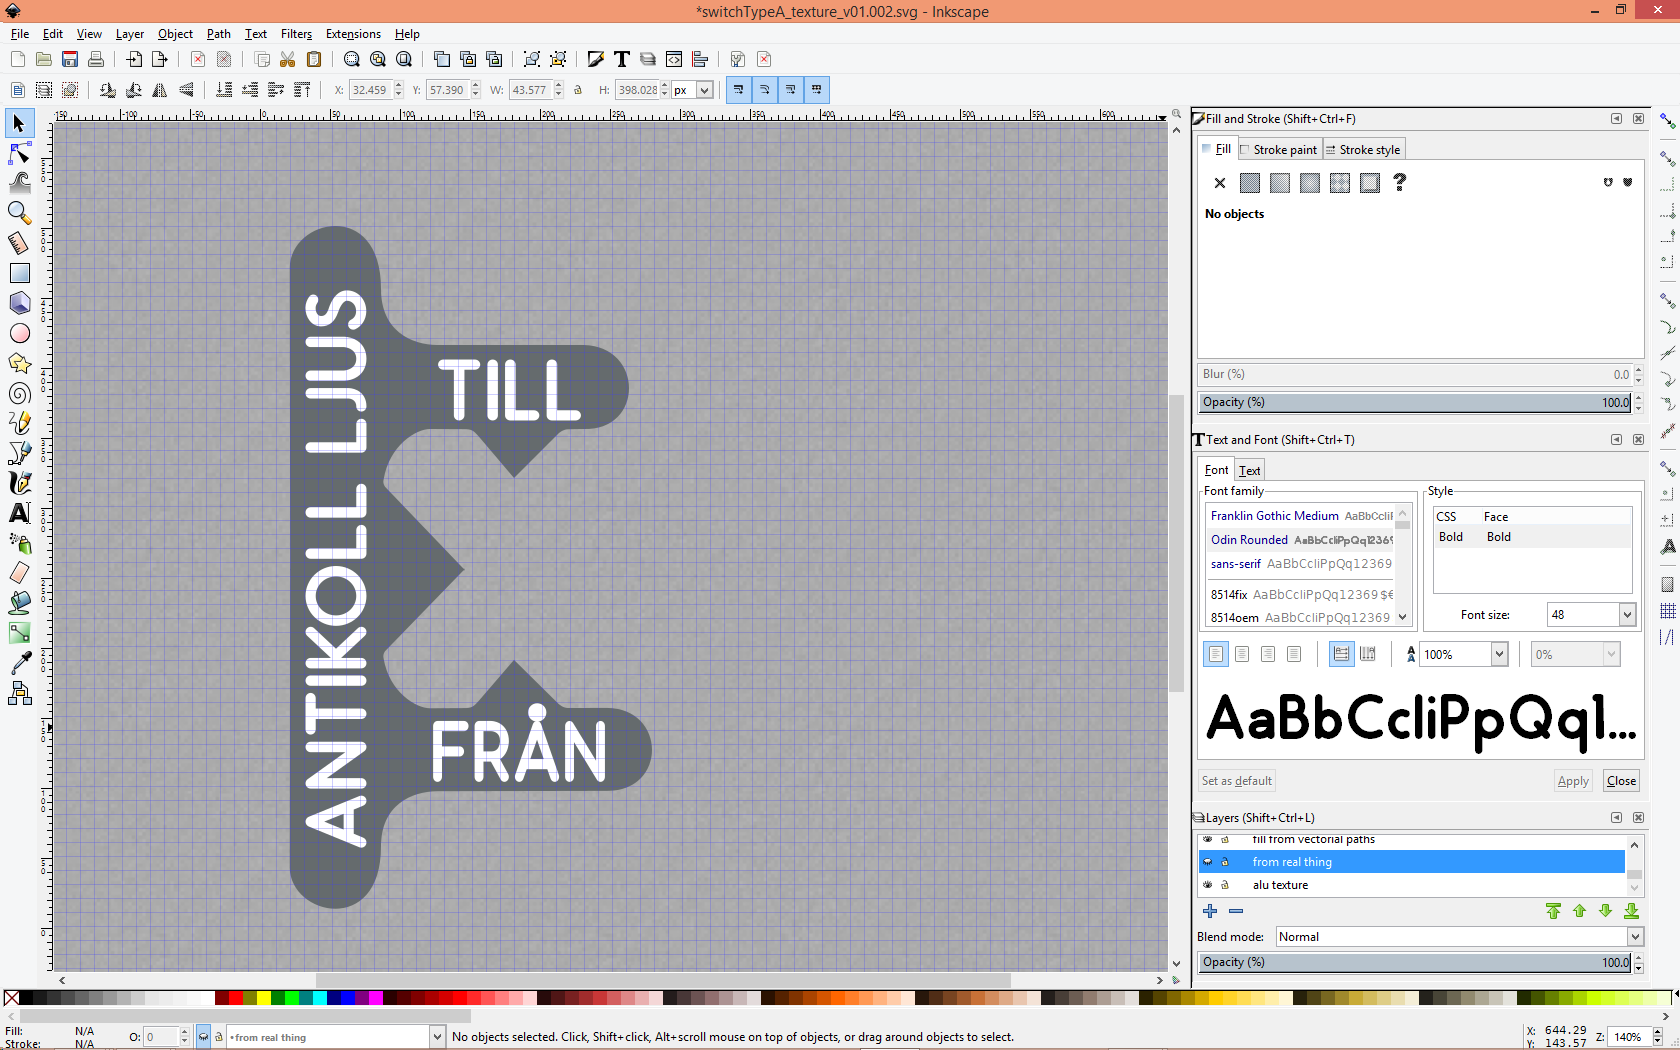 *switchTypeA_texture_v01.002.svg - Inkscape
File Edit View Layer Object Path Text Filters Extensions Help
X: 32.459 Y: 57.390 W: 43.577 H: 398.028 px
ANTIKOLL LJUS
TILL
FRÅN
Fill and Stroke (Shift+Ctrl+F)
Fill Stroke paint Stroke style
No objects
Blur (%) 0.0
Opacity (%) 100.0
Text and Font (Shift+Ctrl+T)
Font Text
Font family
Franklin Gothic Medium AaBbCcIiF
Odin Rounded AaBbCcIiPpQq12369
sans-serif AaBbCcIiPpQq12369
8514fix AaBbCcIiPpQq12369$€
8514oem AaBbCcIiPpQq12369
Style
CSS Face
Bold Bold
Font size: 48
100% 0%
AaBbCcIiPpQq1...
Set as default Apply Close
Layers (Shift+Ctrl+L)
fill from vectorial paths
from real thing
alu texture
Blend mode: Normal
Opacity (%) 100.0
Fill: N/A
Stroke: N/A
O: 0
•from real thing
No objects selected. Click, Shift+click, Alt+scroll mouse on top of objects, or drag around objects to select.
X: 644.29
Y: 143.57
Z: 140%